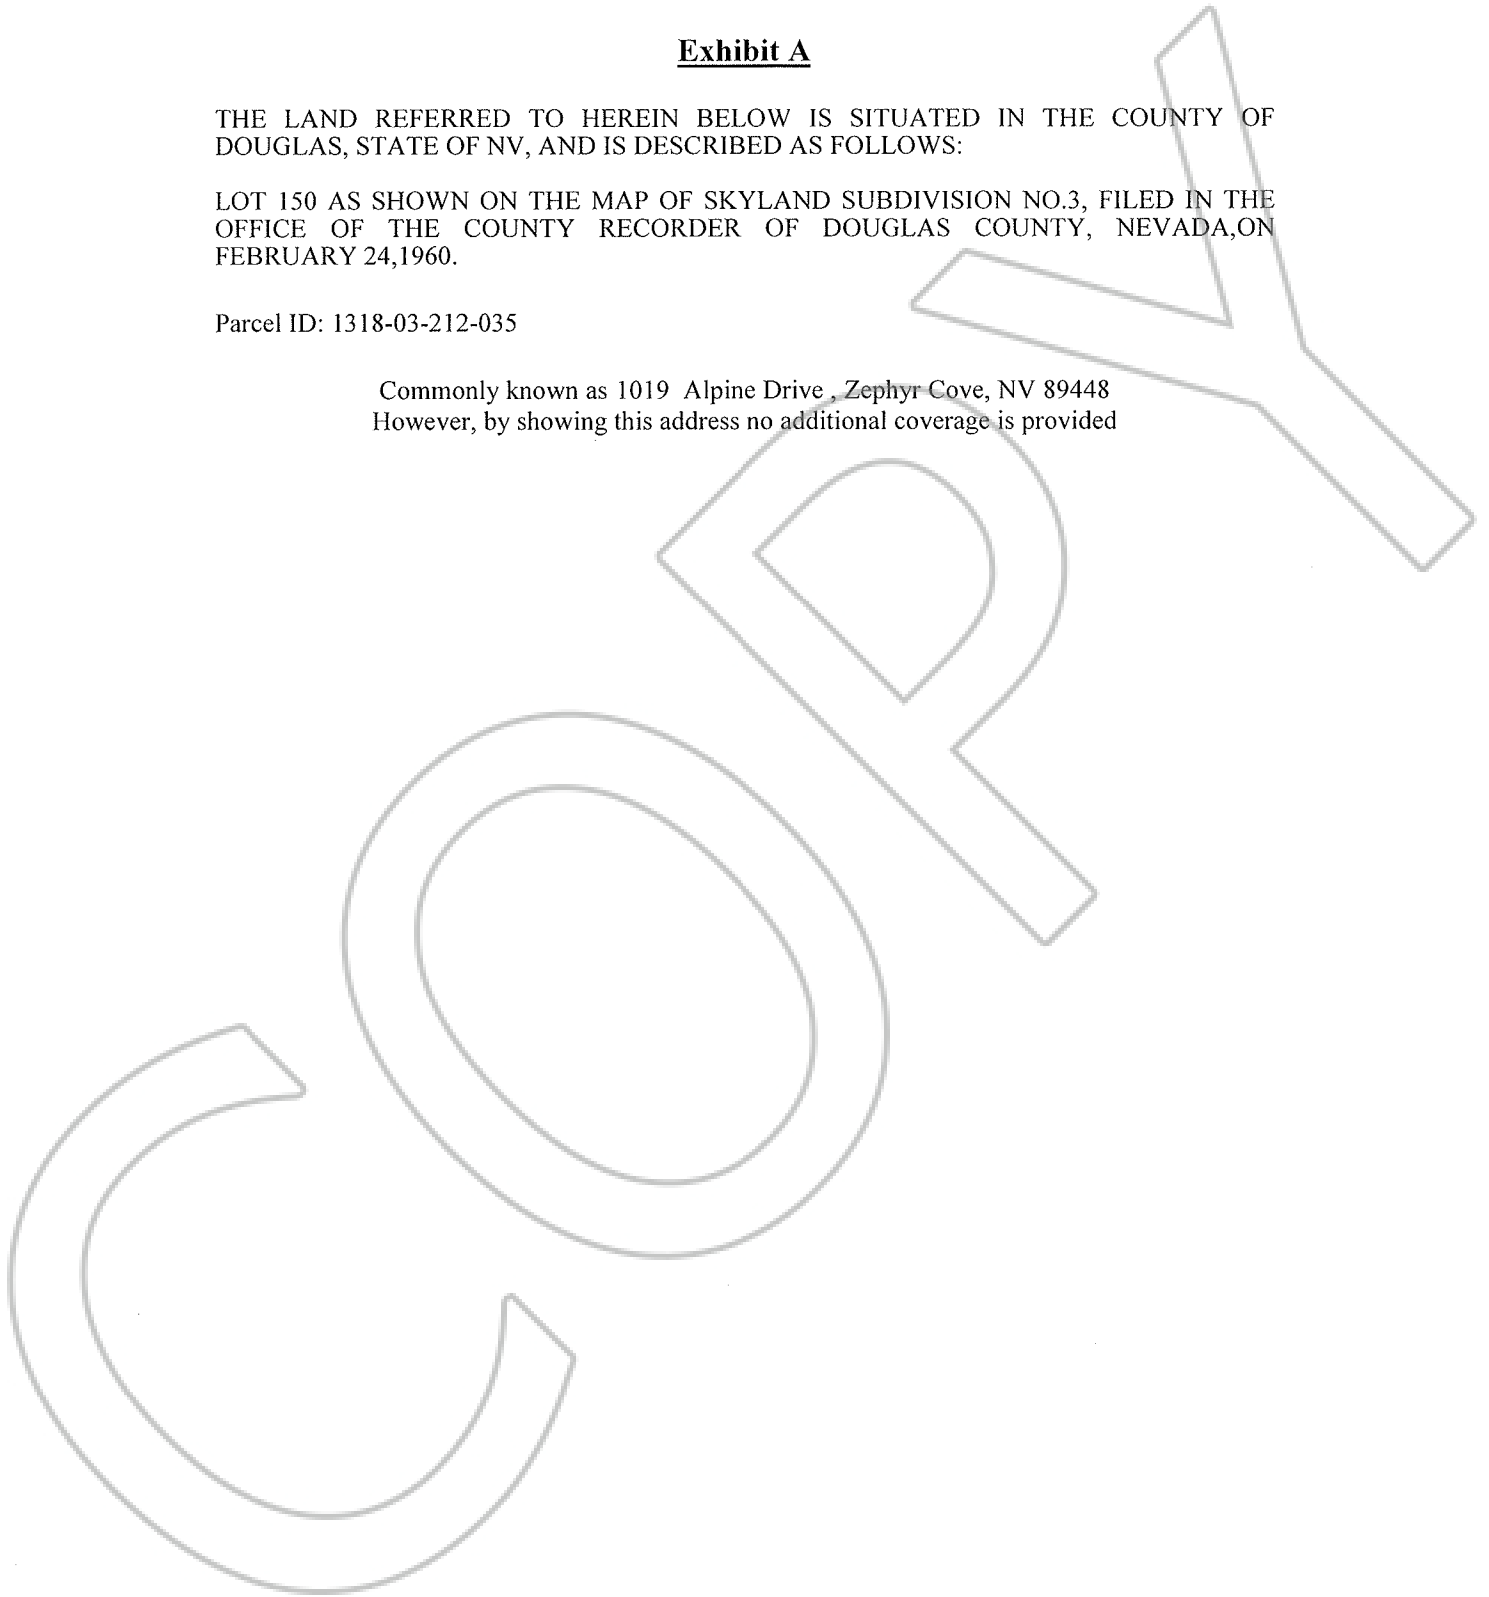 Exhibit A
THE LAND REFERRED TO HEREIN BELOW IS SITUATED IN THE COUNTY OF
DOUGLAS, STATE OF NV, AND IS DESCRIBED AS FOLLOWS:
LOT 150 AS SHOWN ON THE MAP OF SKYLAND SUBDIVISION NO.3, FILED IN THE
OFFICE OF THE COUNTY RECORDER OF DOUGLAS COUNTY, NEVADA,ON
FEBRUARY 24,1960.
Parcel ID: 1318-03-212-035
Commonly known as 1019 Alpine Drive , Zephyr Cove, NV 89448
However, by showing this address no additional coverage is provided
COPY